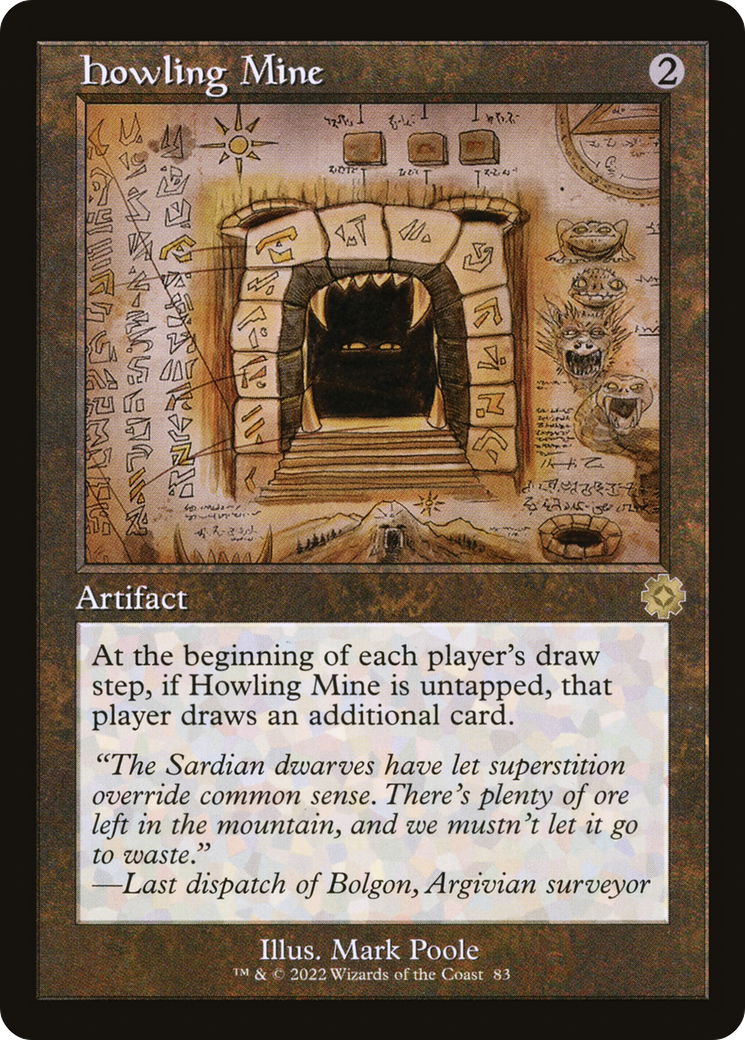 Howling Mine 2
Artifact
At the beginning of each player's draw
step, if Howling Mine is untapped, that
player draws an additional card.
"The Sardian dwarves have let superstition
override common sense. There's plenty of ore
left in the mountain, and we mustn't let it go
to waste."
—Last dispatch of Bolgon, Argivian surveyor
Illus. Mark Poole
™ & © 2022 Wizards of the Coast 83